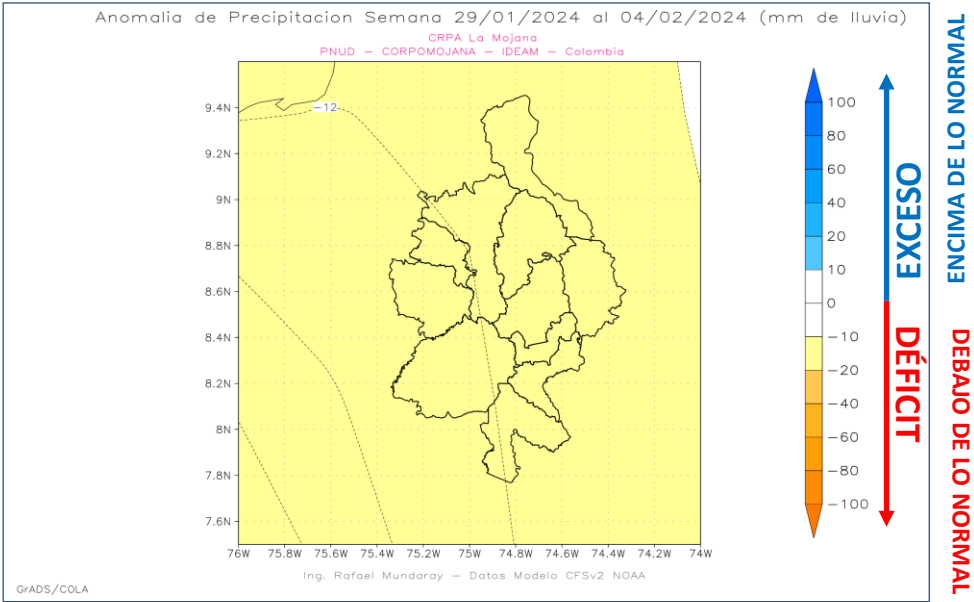 Anomalia de Precipitacion Semana 29/01/2024 al 04/02/2024 (mm de lluvia)
CRPA La Mojana
PNUD – CORPOMOJANA – IDEAM – Colombia
9.4N
9.2N
9N
8.8N
8.6N
8.4N
8.2N
8N
7.8N
7.6N
−12
76W 75.8W 75.6W 75.4W 75.2W 75W 74.8W 74.6W 74.4W 74.2W 74W
100
80
60
40
20
10
0
−10
−20
−40
−60
−80
−100
EXCESO
DÉFICIT
ENCIMA DE LO NORMAL
DEBAJO DE LO NORMAL
Ing. Rafael Mundaray – Datos Modelo CFSv2 NOAA
GrADS/COLA